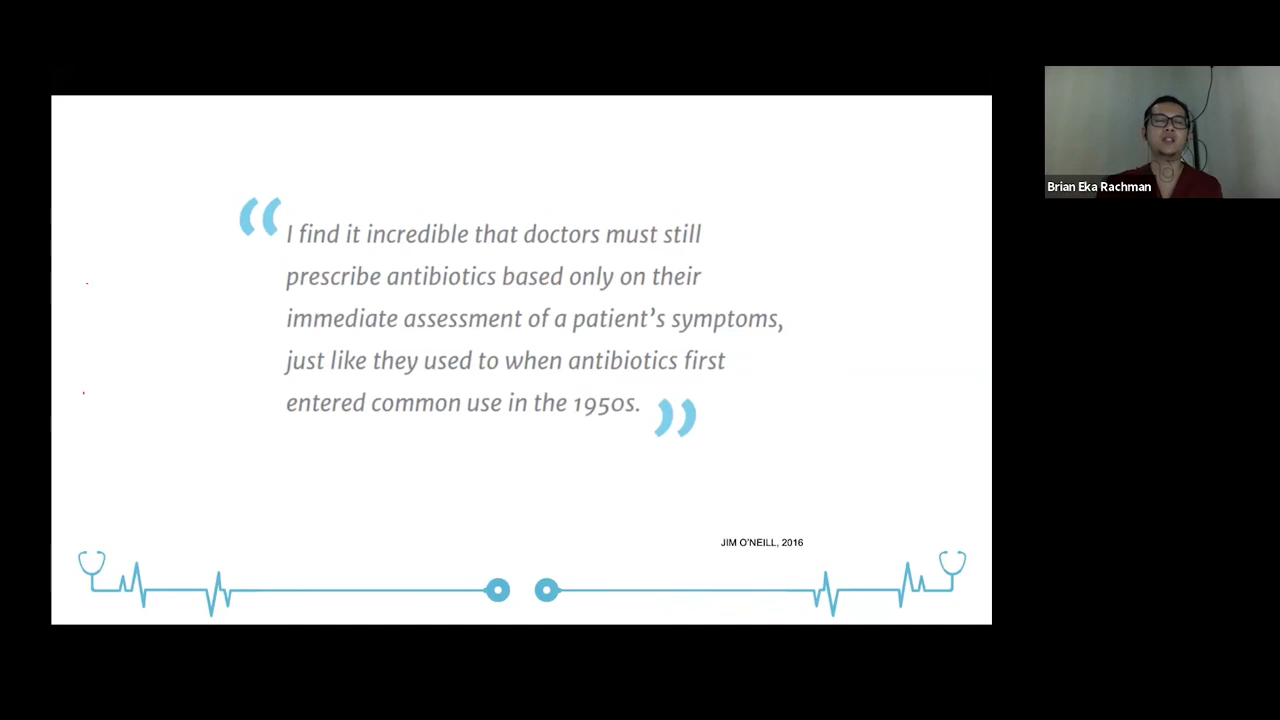 “I find it incredible that doctors must still
prescribe antibiotics based only on their
immediate assessment of a patient’s symptoms,
just like they used to when antibiotics first
entered common use in the 1950s.”
JIM O’NEILL, 2016
Brian Eka Rachman